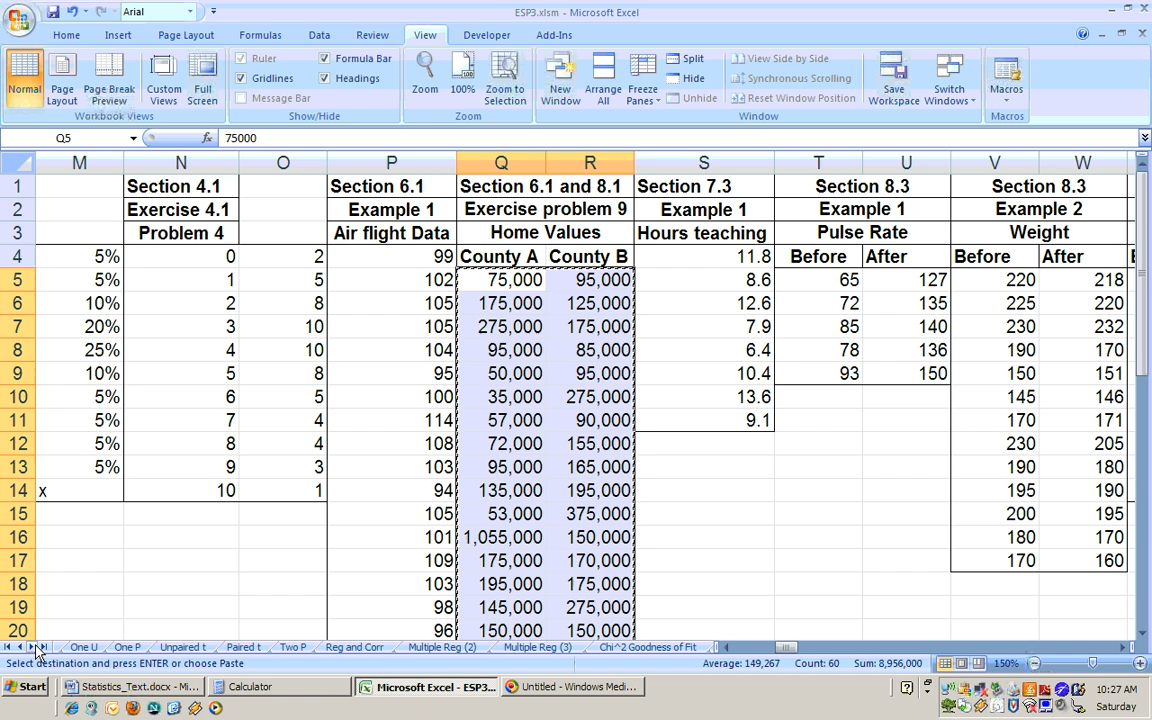 Arial
ESP3.xlsm - Microsoft Excel
Home Insert Page Layout Formulas Data Review View Developer Add-Ins
Normal Page Layout Page Break Preview Custom Views Full Screen
Workbook Views
Ruler Formula Bar
Gridlines Headings
Message Bar
Show/Hide
Zoom 100% Zoom to Selection
Zoom
New Window Arrange All Freeze Panes
Split View Side by Side
Hide Synchronous Scrolling
Unhide Reset Window Position
Save Workspace Switch Windows
Window
Macros
Macros
Q5 fx 75000
M N O P Q R S T U V W
1 Section 4.1 Section 6.1 Section 6.1 and 8.1 Section 7.3 Section 8.3 Section 8.3
2 Exercise 4.1 Example 1 Exercise problem 9 Example 1 Example 1 Example 2
3 Problem 4 Air flight Data Home Values Hours teaching Pulse Rate Weight
4 5% 0 2 99 County A County B 11.8 Before After Before After
5 5% 1 5 102 75,000 95,000 8.6 65 127 220 218
6 10% 2 8 105 175,000 125,000 12.6 72 135 225 220
7 20% 3 10 105 275,000 175,000 7.9 85 140 230 232
8 25% 4 10 104 95,000 85,000 6.4 78 136 190 170
9 10% 5 8 95 50,000 95,000 10.4 93 150 150 151
10 5% 6 5 100 35,000 275,000 13.6 145 146
11 5% 7 4 114 57,000 90,000 9.1 170 171
12 5% 8 4 108 72,000 155,000 230 205
13 5% 9 3 103 95,000 165,000 190 180
14 x 10 1 94 135,000 195,000 195 190
15 105 53,000 375,000 200 195
16 101 1,055,000 150,000 180 170
17 109 175,000 170,000 170 160
18 103 195,000 175,000
19 98 145,000 275,000
20 96 150,000 150,000
One U One P Unpaired t Paired t Two P Reg and Corr Multiple Reg (2) Multiple Reg (3) Chi^2 Goodness of Fit
Select destination and press ENTER or choose Paste Average: 149,267 Count: 60 Sum: 8,956,000 150%
Start Statistics_Text.docx - Mi... Calculator Microsoft Excel - ESP3... Untitled - Windows Medi... 10:27 AM
Saturday